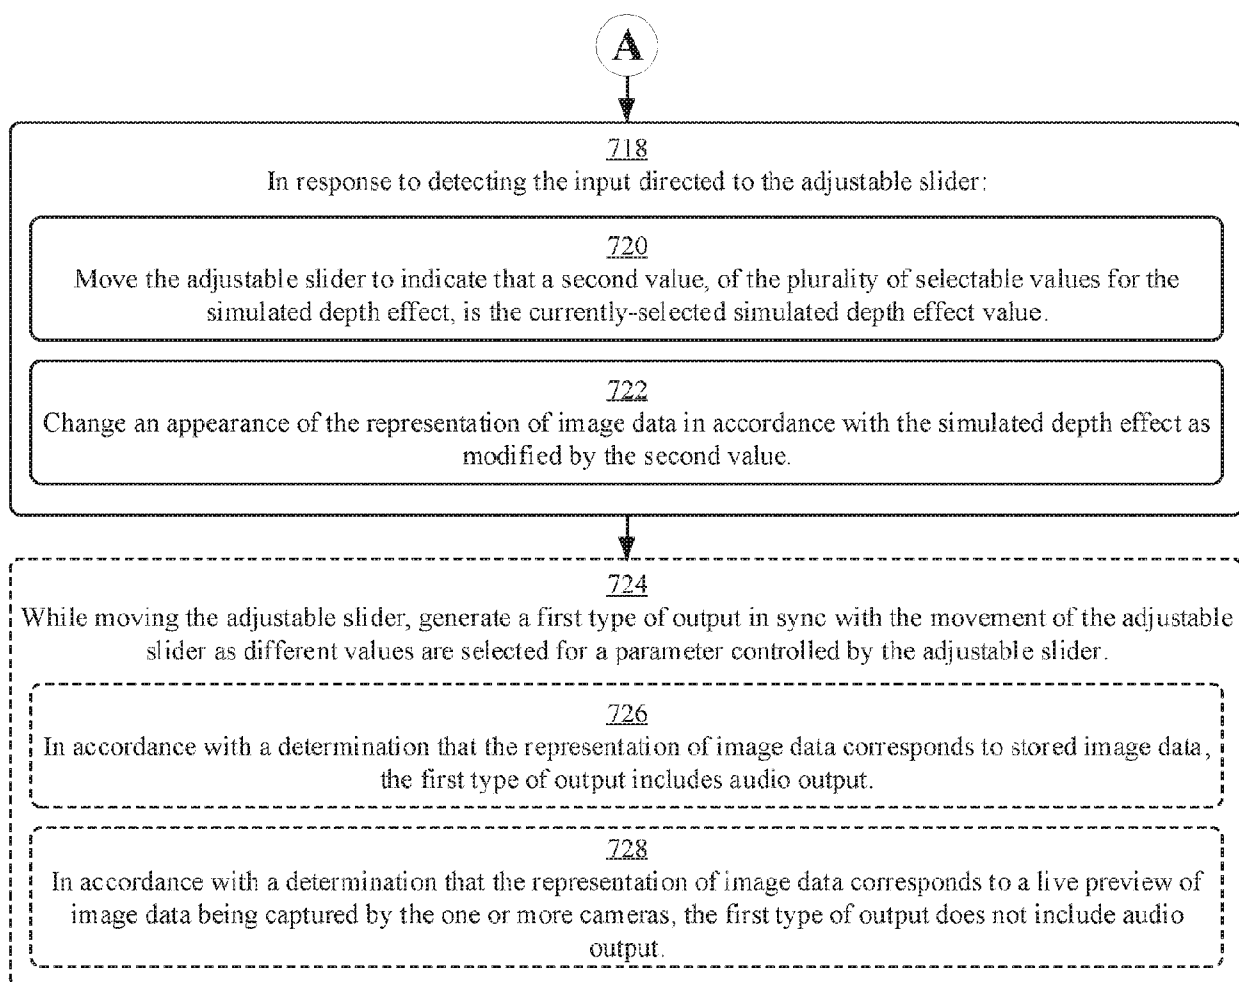 A
718
In response to detecting the input directed to the adjustable slider:
720
Move the adjustable slider to indicate that a second value, of the plurality of selectable values for the
simulated depth effect, is the currently-selected simulated depth effect value.
722
Change an appearance of the representation of image data in accordance with the simulated depth effect as
modified by the second value.
724
While moving the adjustable slider, generate a first type of output in sync with the movement of the adjustable
slider as different values are selected for a parameter controlled by the adjustable slider.
726
In accordance with a determination that the representation of image data corresponds to stored image data,
the first type of output includes audio output.
728
In accordance with a determination that the representation of image data corresponds to a live preview of
image data being captured by the one or more cameras, the first type of output does not include audio
output.